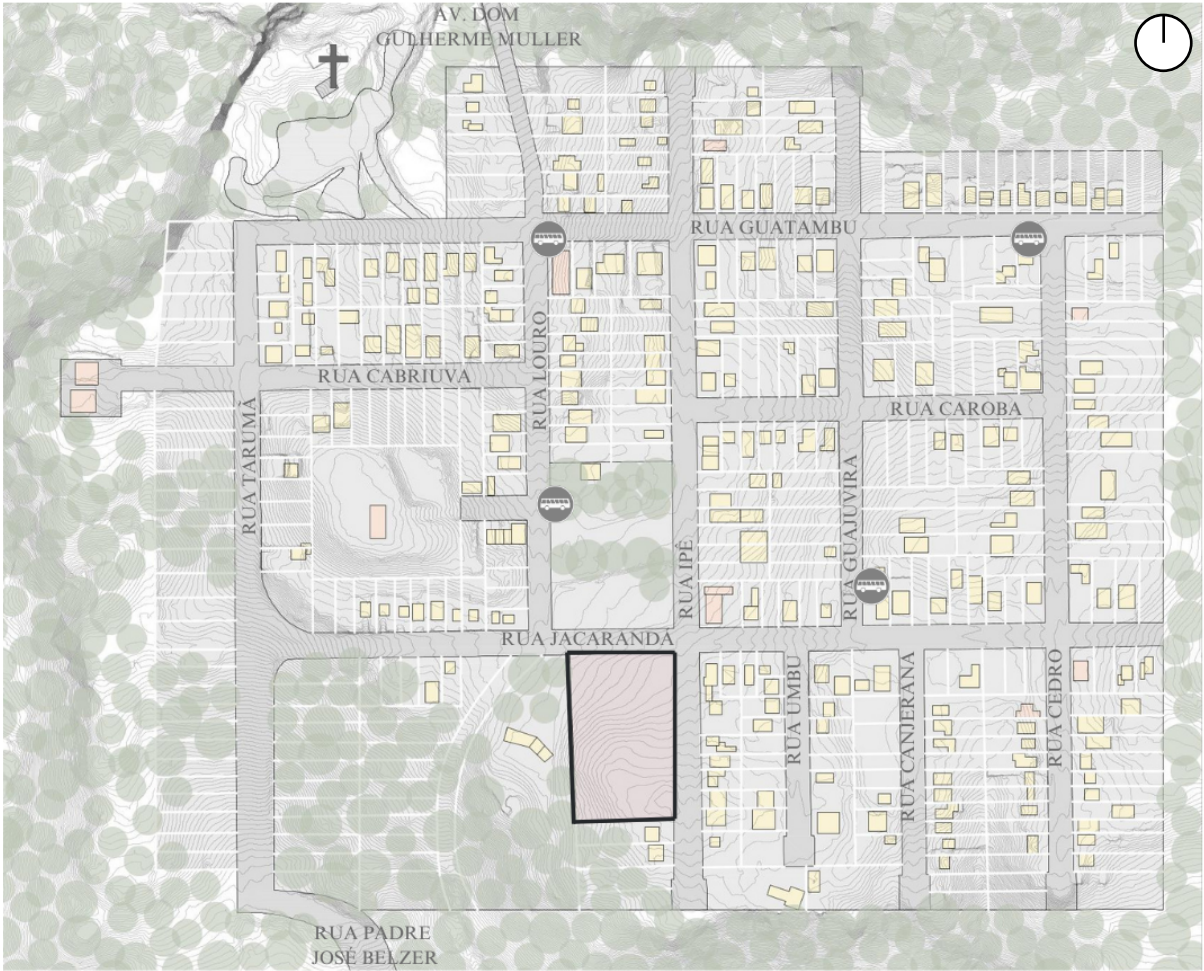 AV. DOM
GULHERME MULLER
RUA GUATAMBU
RUA CABRIUVA
RUA LOURO
RUA CAROBA
RUA TARUMÃ
RUA IPÊ
RUA GUAJUVIRA
RUA JACARANDÁ
RUA UMBU
RUA CANJERANA
RUA CEDRO
RUA PADRE
JOSÉ BELZER